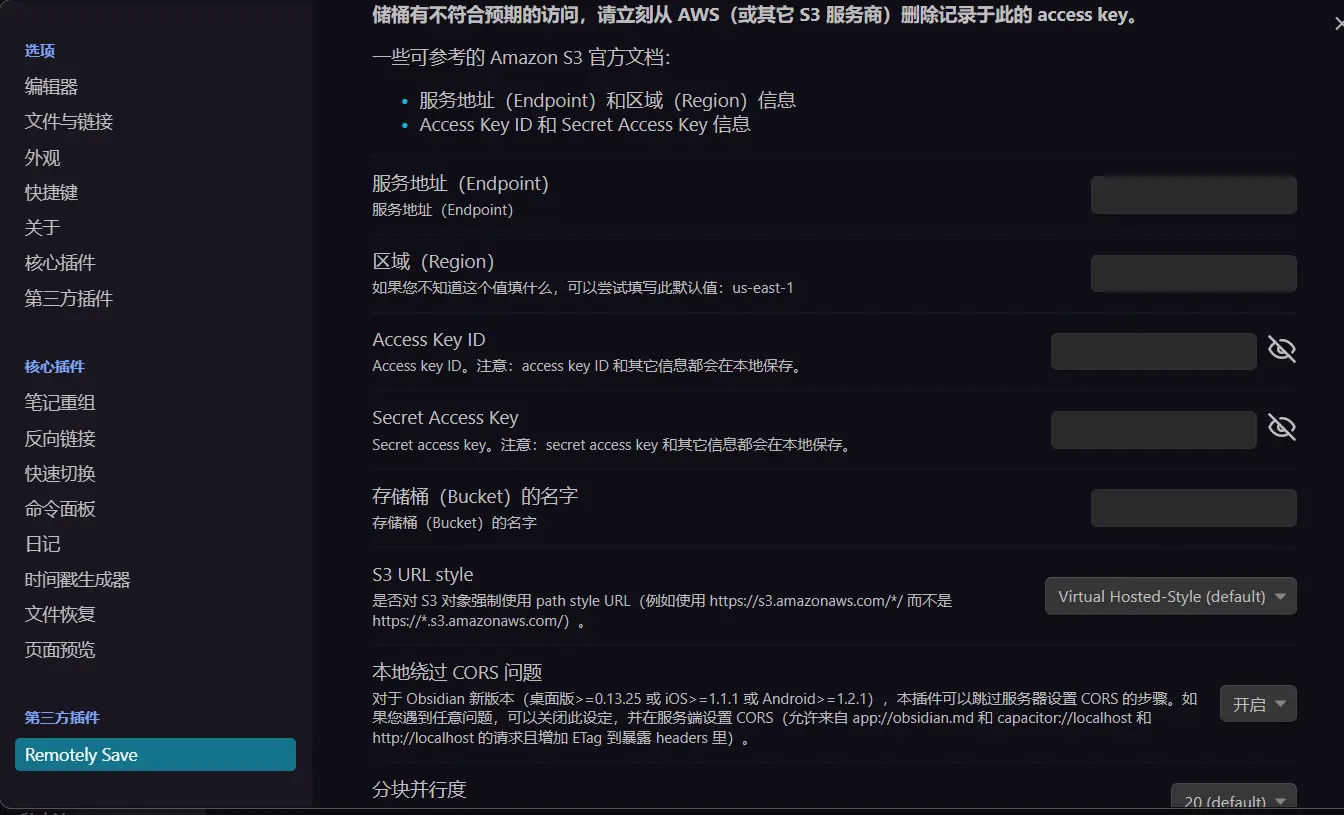 储桶有不符合预期的访问，请立刻从 AWS（或其它 S3 服务商）删除记录于此的 access key。
一些可参考的 Amazon S3 官方文档：
服务地址（Endpoint）和区域（Region）信息
Access Key ID 和 Secret Access Key 信息
选项
编辑器
文件与链接
外观
快捷键
关于
核心插件
第三方插件
核心插件
笔记重组
反向链接
快速切换
命令面板
日记
时间戳生成器
文件恢复
页面预览
第三方插件
Remotely Save
服务地址（Endpoint）
服务地址（Endpoint）
区域（Region）
如果您不知道这个值填什么，可以尝试填写此默认值：us-east-1
Access Key ID
Access key ID。注意：access key ID 和其它信息都会在本地保存。
Secret Access Key
Secret access key。注意：secret access key 和其它信息都会在本地保存。
存储桶（Bucket）的名字
存储桶（Bucket）的名字
S3 URL style
是否对 S3 对象强制使用 path style URL（例如使用 https://s3.amazonaws.com/*/ 而不是
https://*.s3.amazonaws.com/）。
Virtual Hosted-Style (default)
本地绕过 CORS 问题
对于 Obsidian 新版本（桌面版>=0.13.25 或 iOS>=1.1.1 或 Android>=1.2.1），本插件可以跳过服务器设置 CORS 的步骤。如
果您遇到任意问题，可以关闭此设定，并在服务端设置 CORS（允许来自 app://obsidian.md 和 capacitor://localhost 和
http://localhost 的请求且增加 ETag 到暴露 headers 里）。
开启
分块并行度
20 (default)